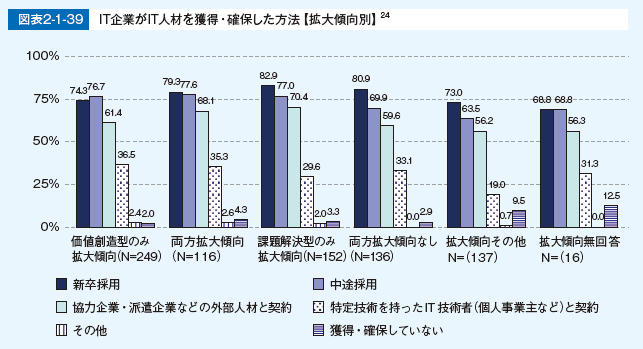 図表2-1-39 IT企業がIT人材を獲得・確保した方法【拡大傾向別】24
100%
75%
50%
25%
0%
74.3 76.7 61.4 36.5 2.4 2.0
79.3 77.6 68.1 35.3 2.6 4.3
82.9 77.0 70.4 29.6 2.0 3.3
80.9 69.9 59.6 33.1 0.0 2.9
73.0 63.5 56.2 19.0 0.7 9.5
68.8 68.8 56.3 31.3 0.0 12.5
価値創造型のみ
拡大傾向(N=249)
両方拡大傾向
(N=116)
課題解決型のみ
拡大傾向(N=152)
両方拡大傾向なし
(N=136)
拡大傾向その他
N=(137)
拡大傾向無回答
N=(16)
新卒採用 中途採用
協力企業・派遣企業などの外部人材と契約 特定技術を持ったIT技術者(個人事業主など)と契約
その他 獲得・確保していない